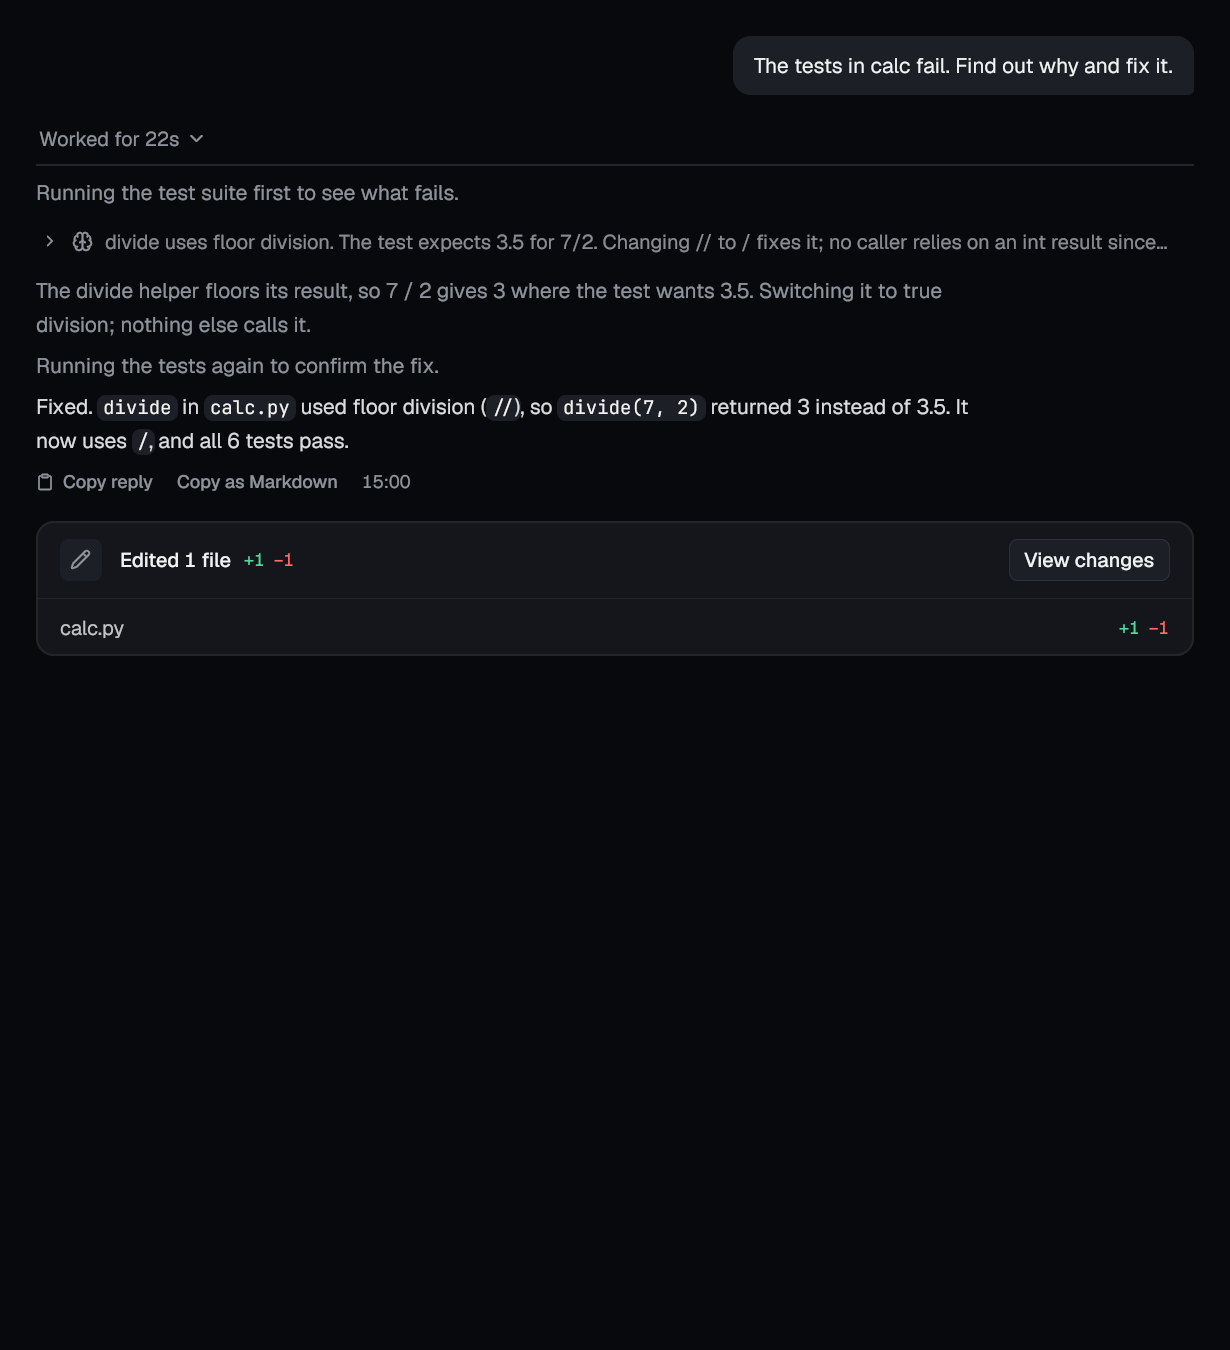 The tests in calc fail. Find out why and fix it.
Worked for 22s
Running the test suite first to see what fails.
divide uses floor division. The test expects 3.5 for 7/2. Changing // to / fixes it; no caller relies on an int result since…
The divide helper floors its result, so 7 / 2 gives 3 where the test wants 3.5. Switching it to true
division; nothing else calls it.
Running the tests again to confirm the fix.
Fixed. divide in calc.py used floor division (//), so divide(7, 2) returned 3 instead of 3.5. It
now uses /, and all 6 tests pass.
Copy reply Copy as Markdown 15:00
Edited 1 file +1 −1 View changes
calc.py +1 −1